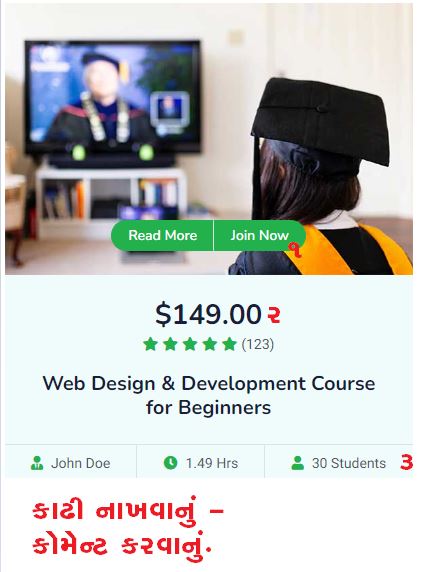 Read More Join Now
૧
$149.00 ૨
(123)
Web Design & Development Course
for Beginners
John Doe 1.49 Hrs 30 Students ૩
કાઢી નાખવાનું –
કોમેન્ટ કરવાનું.